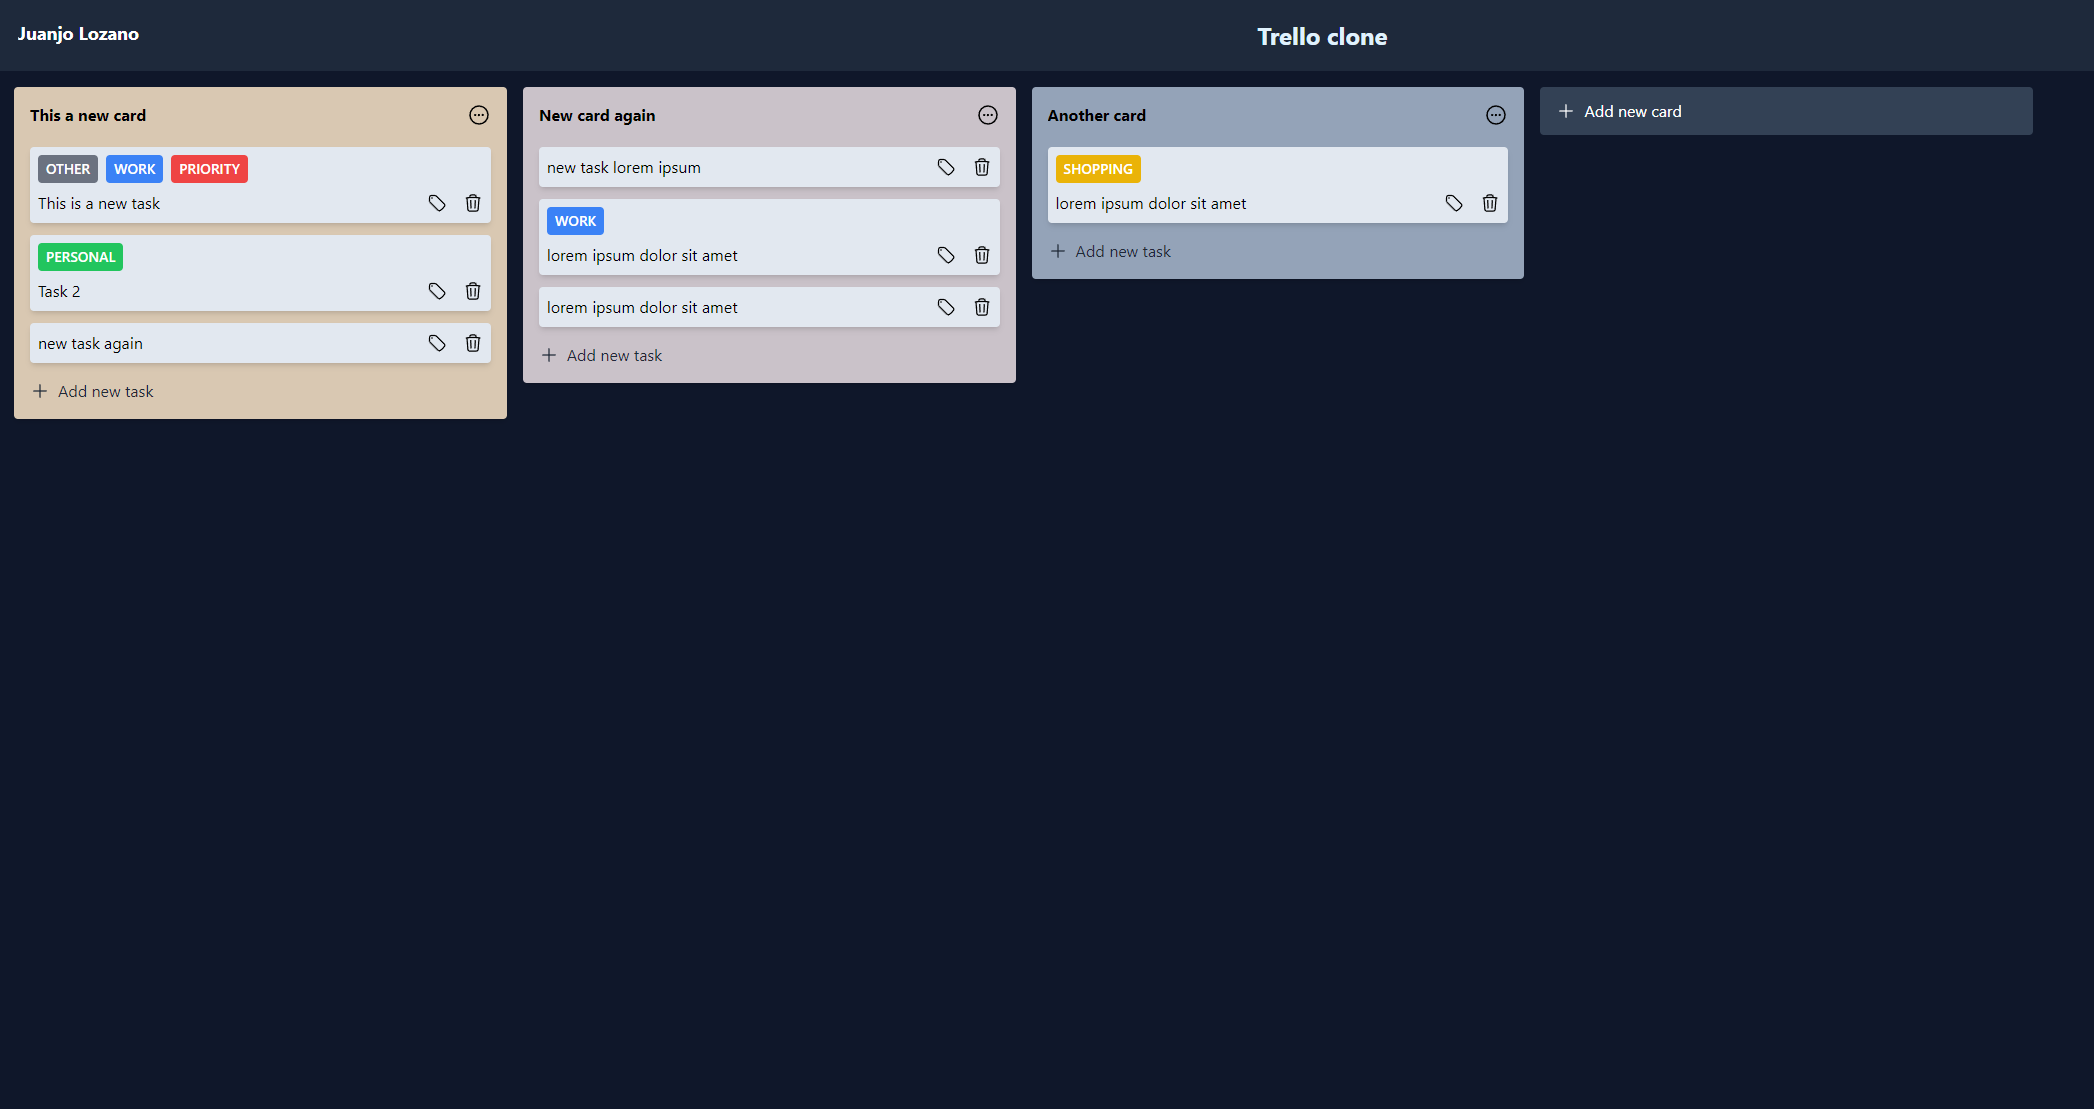 Juanjo Lozano
Trello clone
This a new card
OTHER WORK PRIORITY
This is a new task
PERSONAL
Task 2
new task again
Add new task
New card again
new task lorem ipsum
WORK
lorem ipsum dolor sit amet
lorem ipsum dolor sit amet
Add new task
Another card
SHOPPING
lorem ipsum dolor sit amet
Add new task
Add new card